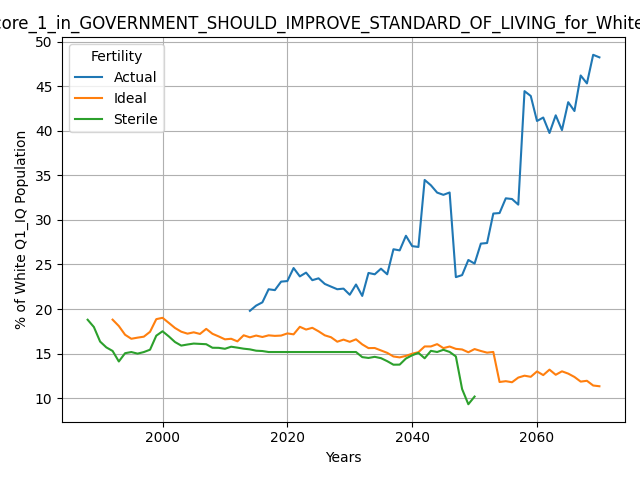 core_1_in_GOVERNMENT_SHOULD_IMPROVE_STANDARD_OF_LIVING_for_White
Fertility
Actual
Ideal
Sterile
% of White Q1_IQ Population
50
45
40
35
30
25
20
15
10
2000
2020
2040
2060
Years